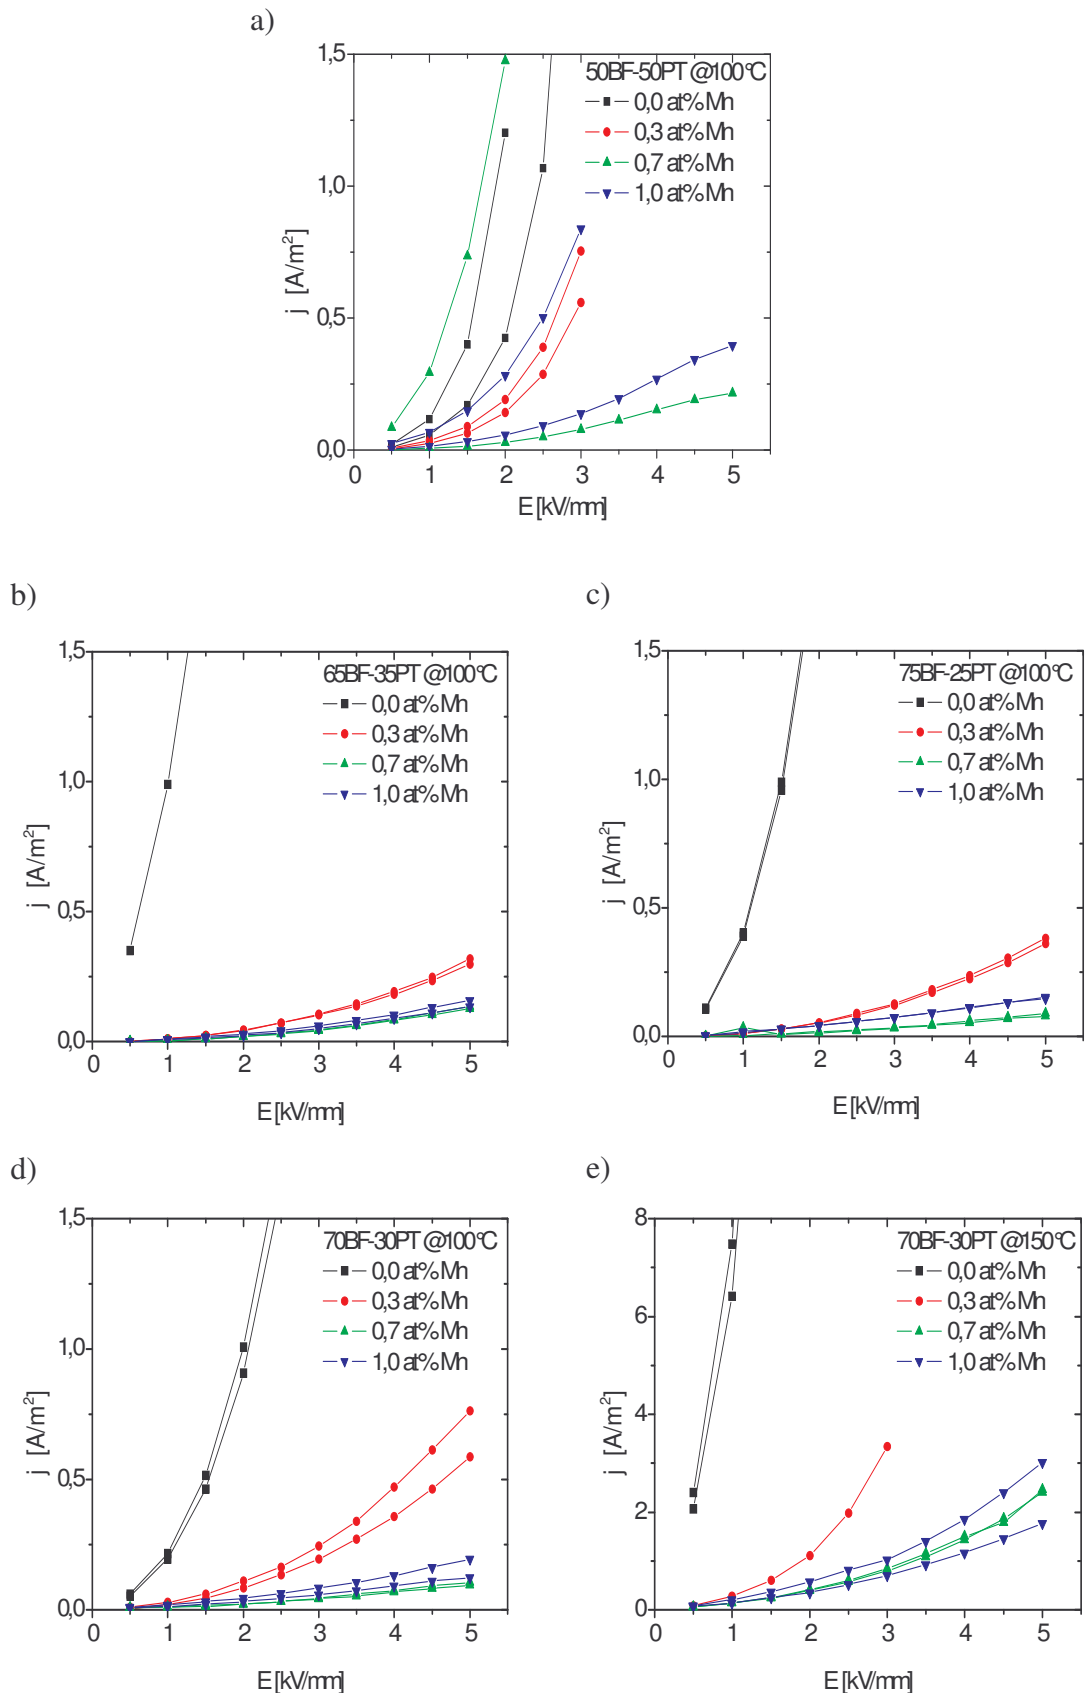 a)
50BF-50PT @100°C
0,0 at% Mn
0,3 at% Mn
0,7 at% Mn
1,0 at% Mn
1,5
1,0
0,5
0,0
j [A/m²]
0 1 2 3 4 5
E [kV/mm]
b)
65BF-35PT @100°C
0,0 at% Mn
0,3 at% Mn
0,7 at% Mn
1,0 at% Mn
1,5
1,0
0,5
0,0
j [A/m²]
0 1 2 3 4 5
E [kV/mm]
c)
75BF-25PT @100°C
0,0 at% Mn
0,3 at% Mn
0,7 at% Mn
1,0 at% Mn
1,5
1,0
0,5
0,0
j [A/m²]
0 1 2 3 4 5
E [kV/mm]
d)
70BF-30PT @100°C
0,0 at% Mn
0,3 at% Mn
0,7 at% Mn
1,0 at% Mn
1,5
1,0
0,5
0,0
j [A/m²]
0 1 2 3 4 5
E [kV/mm]
e)
70BF-30PT @150°C
0,0 at% Mn
0,3 at% Mn
0,7 at% Mn
1,0 at% Mn
8
6
4
2
0
j [A/m²]
0 1 2 3 4 5
E [kV/mm]